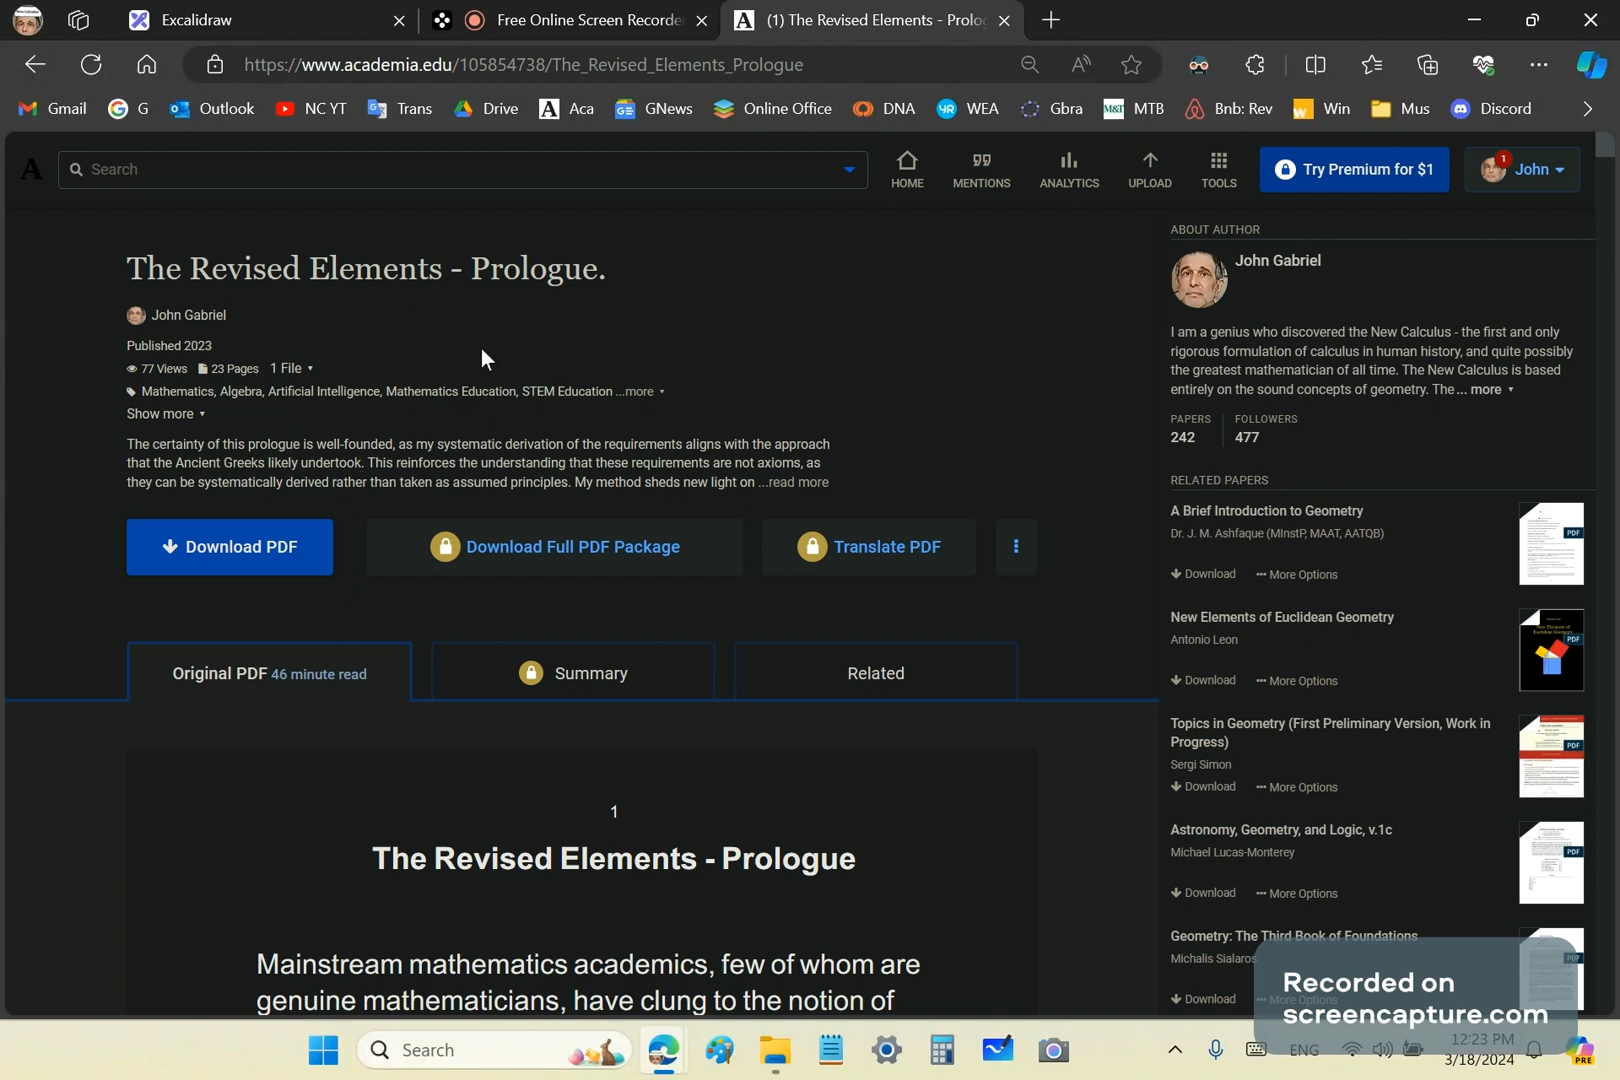 Excalidraw
Free Online Screen Recorde
(1) The Revised Elements - Prolo
https://www.academia.edu/105854738/The_Revised_Elements_Prologue
Gmail G Outlook NC YT Trans Drive Aca GNews Online Office DNA WEA Gbra MTB Bnb: Rev Win Mus Discord
A Search HOME MENTIONS ANALYTICS UPLOAD TOOLS Try Premium for $1 1 John
The Revised Elements - Prologue.
John Gabriel
Published 2023
77 Views 23 Pages 1 File
Mathematics, Algebra, Artificial Intelligence, Mathematics Education, STEM Education ...more
Show more
The certainty of this prologue is well-founded, as my systematic derivation of the requirements aligns with the approach
that the Ancient Greeks likely undertook. This reinforces the understanding that these requirements are not axioms, as
they can be systematically derived rather than taken as assumed principles. My method sheds new light on ...read more
Download PDF
Download Full PDF Package
Translate PDF
Original PDF 46 minute read
Summary
Related
1
The Revised Elements - Prologue
Mainstream mathematics academics, few of whom are
genuine mathematicians, have clung to the notion of
ABOUT AUTHOR
John Gabriel
I am a genius who discovered the New Calculus - the first and only
rigorous formulation of calculus in human history, and quite possibly
the greatest mathematician of all time. The New Calculus is based
entirely on the sound concepts of geometry. The... more
PAPERS FOLLOWERS
242 477
RELATED PAPERS
A Brief Introduction to Geometry
Dr. J. M. Ashfaque (MInstP, MAAT, AATQB)
Download More Options
PDF
New Elements of Euclidean Geometry
Antonio Leon
Download More Options
PDF
Topics in Geometry (First Preliminary Version, Work in
Progress)
Sergi Simon
Download More Options
PDF
Astronomy, Geometry, and Logic, v.1c
Michael Lucas-Monterey
Download More Options
PDF
Geometry: The Third Book of Foundations
Michalis Sialaros
Download More Options
PDF
Recorded on
screencapture.com
Search
ENG
12:23 PM
3/18/2024
PRE